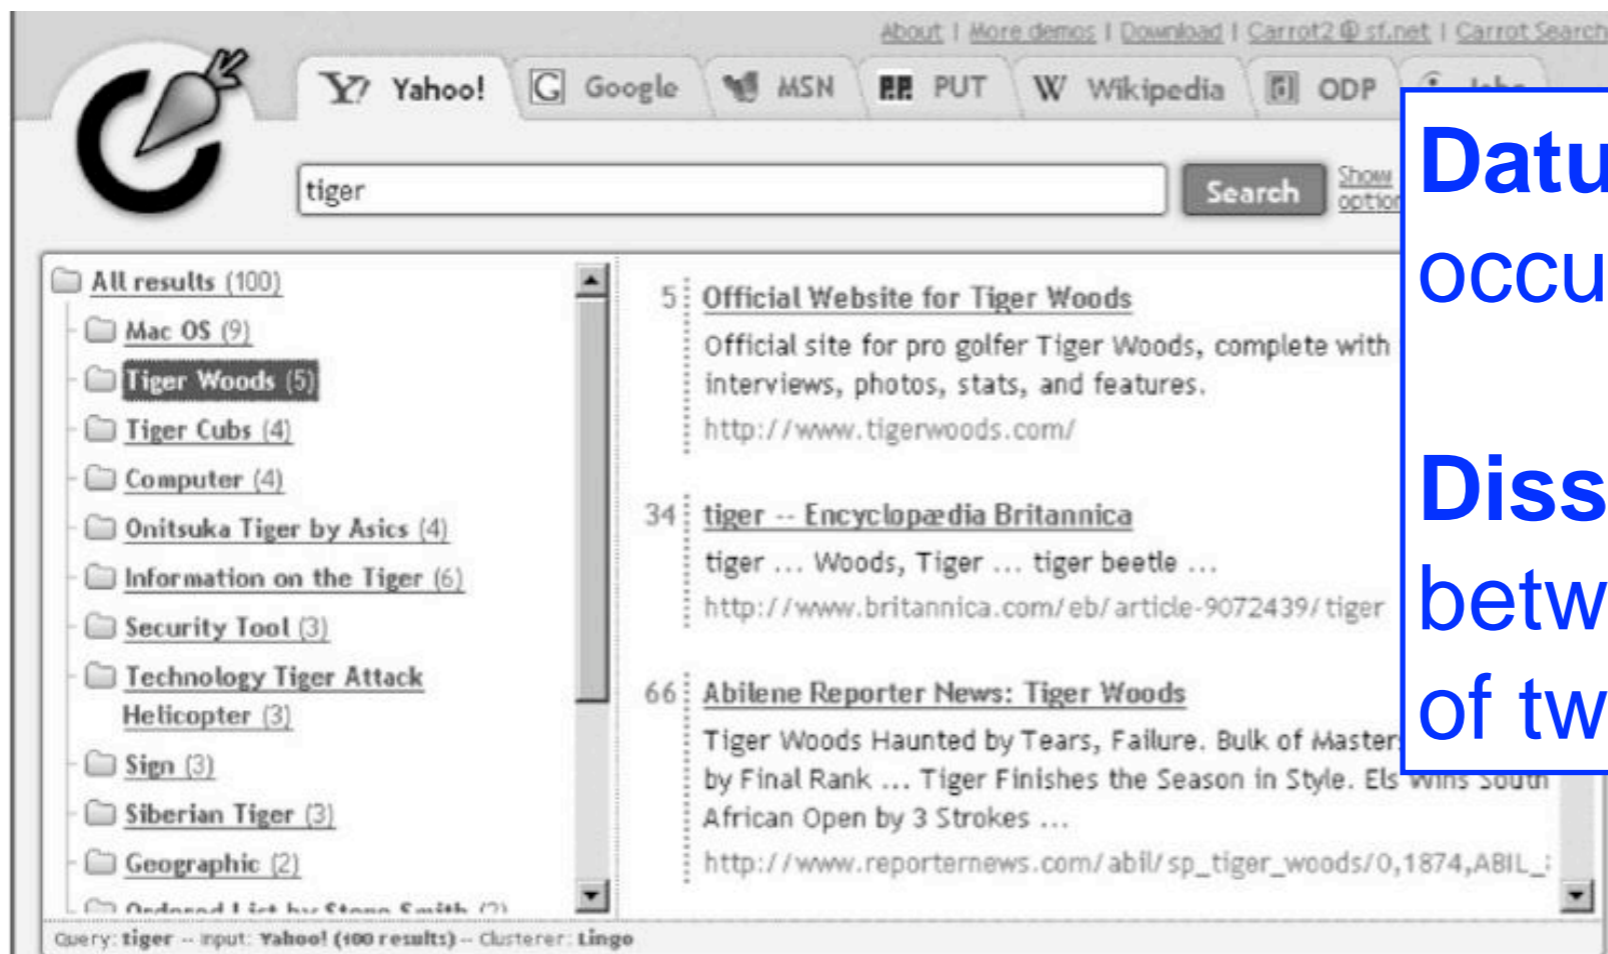 About | More demos | Download | Carrot2 @ sf.net | Carrot Search
Yahoo! Google MSN PUT Wikipedia ODP
tiger Search Show
option
All results (100)
Mac OS (9)
Tiger Woods (5)
Tiger Cubs (4)
Computer (4)
Onitsuka Tiger by Asics (4)
Information on the Tiger (6)
Security Tool (3)
Technology Tiger Attack
Helicopter (3)
Sign (3)
Siberian Tiger (3)
Geographic (2)
5 Official Website for Tiger Woods
Official site for pro golfer Tiger Woods, complete with
interviews, photos, stats, and features.
http://www.tigerwoods.com/
34 tiger -- Encyclopædia Britannica
tiger ... Woods, Tiger ... tiger beetle ...
http://www.britannica.com/eb/article-9072439/tiger
66 Abilene Reporter News: Tiger Woods
Tiger Woods Haunted by Tears, Failure. Bulk of Master
by Final Rank ... Tiger Finishes the Season in Style. Els Wins South
African Open by 3 Strokes ...
http://www.reporternews.com/abil/sp_tiger_woods/0,1874,ABIL_
Query: tiger -- Input: Yahoo! (100 results) -- Clusterer: Lingo
Datu
occu
Diss
betw
of tw